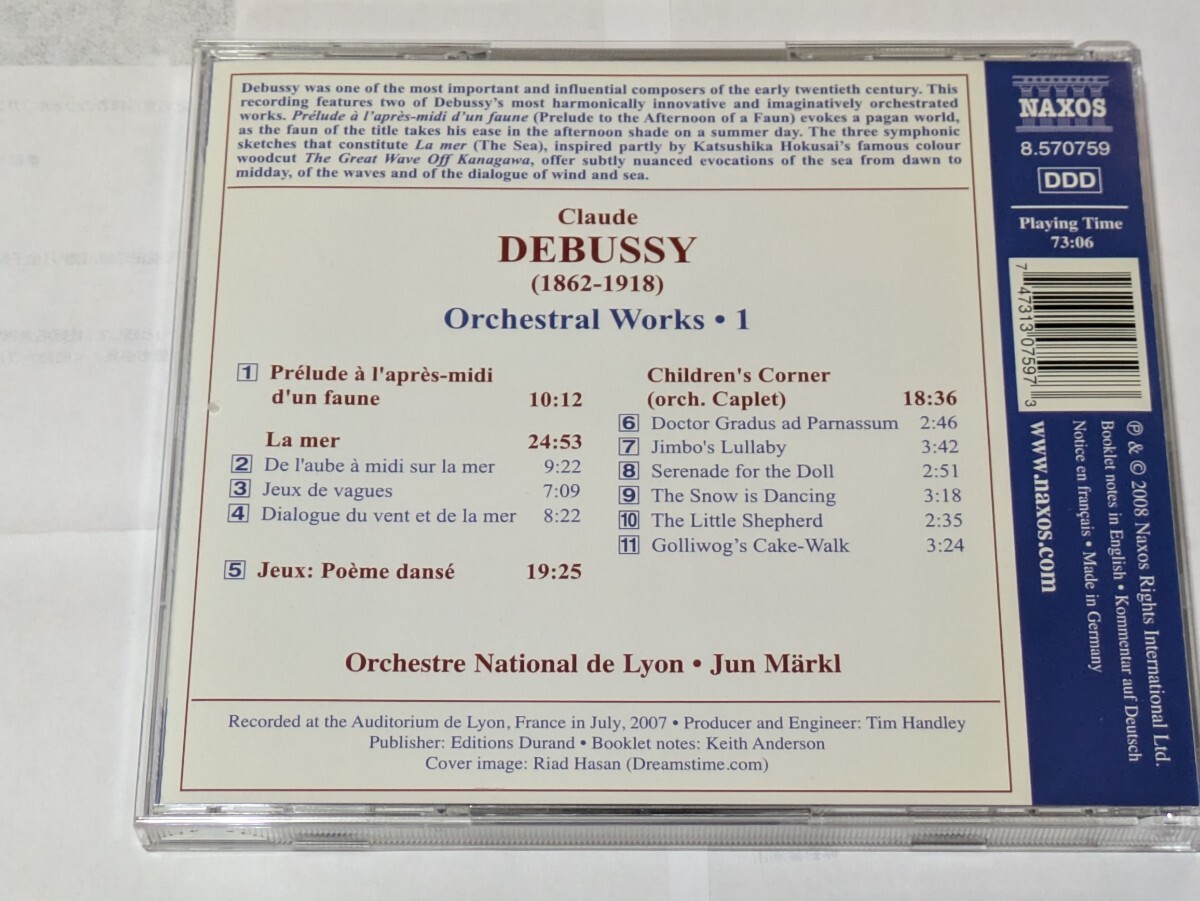 Debussy was one of the most important and influential composers of the early twentieth century. This
recording features two of Debussy's most harmonically innovative and imaginatively orchestrated
works. Prélude à l'après-midi d'un faune (Prelude to the Afternoon of a Faun) evokes a pagan world,
as the faun of the title takes his ease in the afternoon shade on a summer day. The three symphonic
sketches that constitute La mer (The Sea), inspired partly by Katsushika Hokusai's famous colour
woodcut The Great Wave Off Kanagawa, offer subtly nuanced evocations of the sea from dawn to
midday, of the waves and of the dialogue of wind and sea.
Claude
DEBUSSY
(1862-1918)
Orchestral Works • 1
1 Prélude à l'après-midi
d'un faune 10:12
La mer 24:53
2 De l'aube à midi sur la mer 9:22
3 Jeux de vagues 7:09
4 Dialogue du vent et de la mer 8:22
5 Jeux: Poème dansé 19:25
Children's Corner
(orch. Caplet) 18:36
6 Doctor Gradus ad Parnassum 2:46
7 Jimbo's Lullaby 3:42
8 Serenade for the Doll 2:51
9 The Snow is Dancing 3:18
10 The Little Shepherd 2:35
11 Golliwog's Cake-Walk 3:24
Orchestre National de Lyon • Jun Märkl
Recorded at the Auditorium de Lyon, France in July, 2007 • Producer and Engineer: Tim Handley
Publisher: Editions Durand • Booklet notes: Keith Anderson
Cover image: Riad Hasan (Dreamstime.com)
NAXOS
8.570759
DDD
Playing Time
73:06
7 47313 07597 3
℗ & © 2008 Naxos Rights International Ltd.
Booklet notes in English • Kommentar auf Deutsch
Notice en français • Made in Germany
www.naxos.com